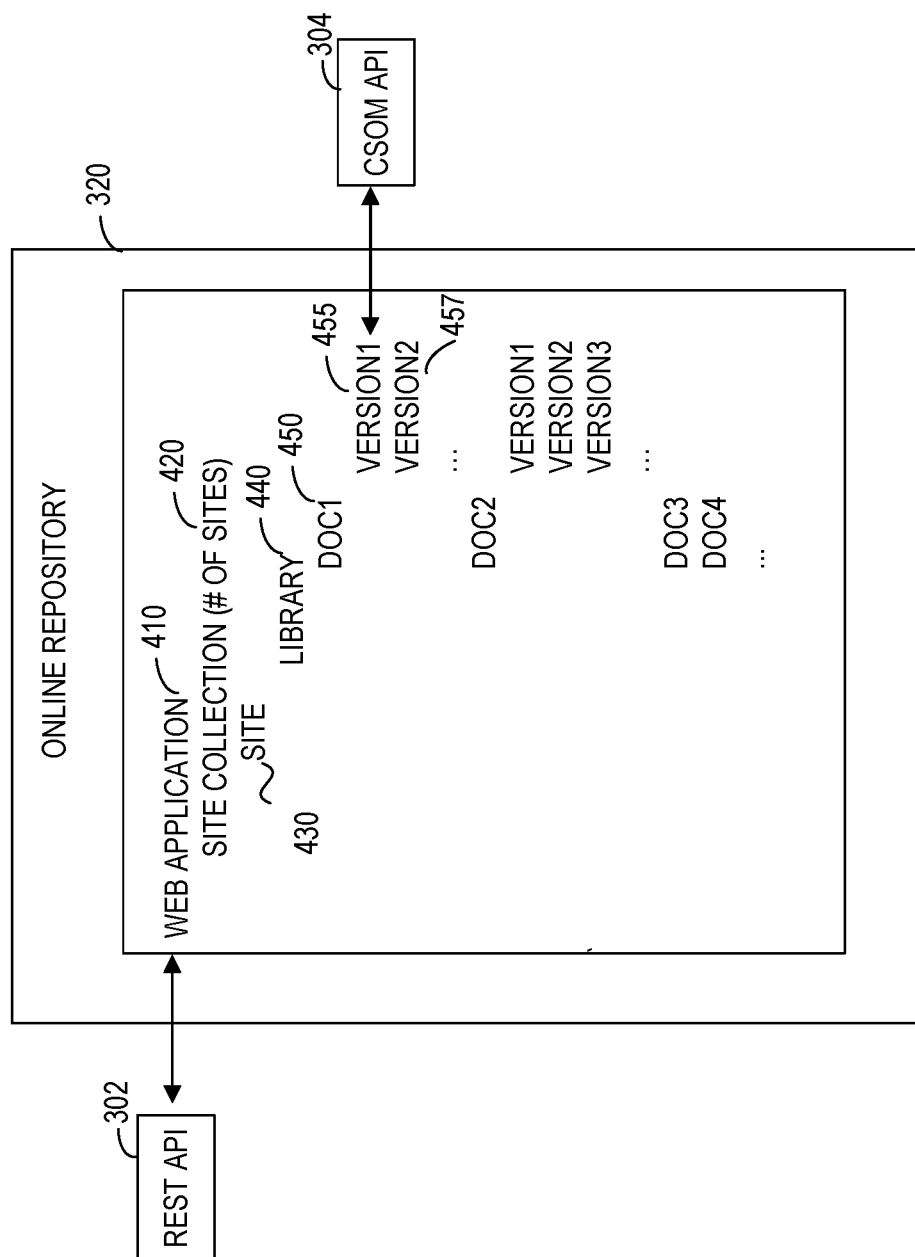 ONLINE REPOSITORY
320
REST API
302
WEB APPLICATION 410
SITE COLLECTION (# OF SITES) 420
SITE
430
LIBRARY 440
DOC1 450
VERSION1 455
VERSION2 457
...
DOC2
VERSION1
VERSION2
VERSION3
...
DOC3
DOC4
...
CSOM API
304